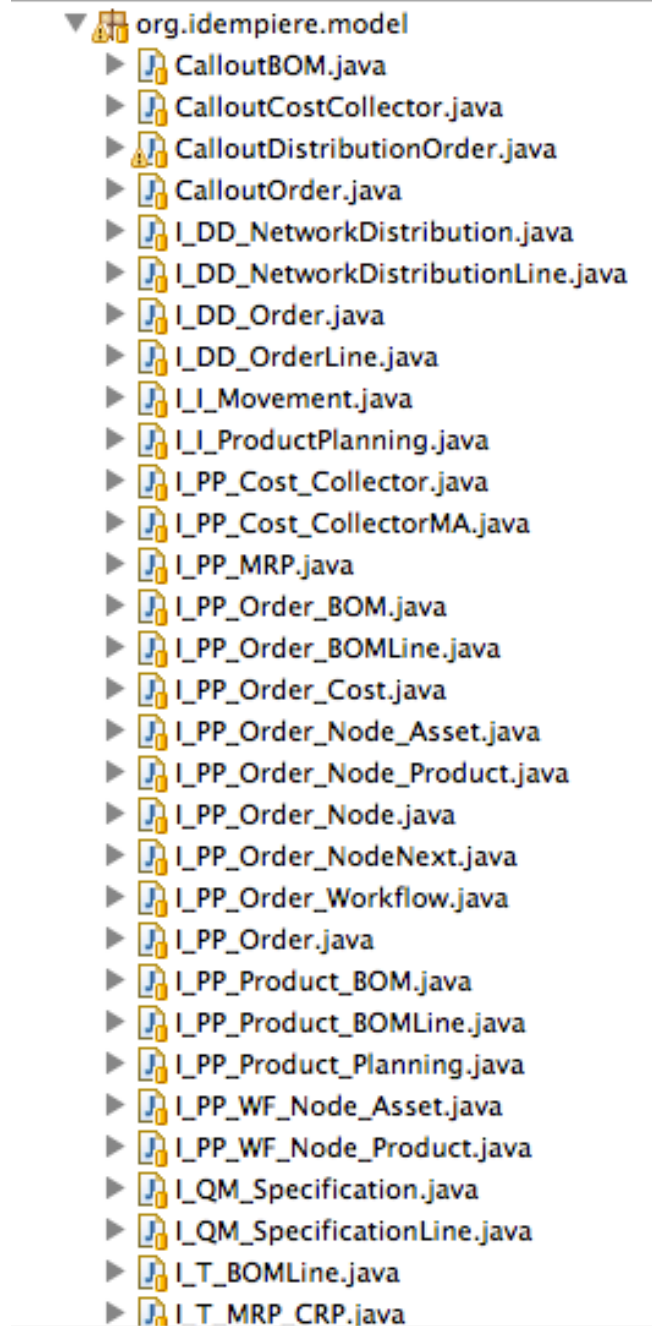 org.idempiere.model
CalloutBOM.java
CalloutCostCollector.java
CalloutDistributionOrder.java
CalloutOrder.java
I_DD_NetworkDistribution.java
I_DD_NetworkDistributionLine.java
I_DD_Order.java
I_DD_OrderLine.java
I_I_Movement.java
I_I_ProductPlanning.java
I_PP_Cost_Collector.java
I_PP_Cost_CollectorMA.java
I_PP_MRP.java
I_PP_Order_BOM.java
I_PP_Order_BOMLine.java
I_PP_Order_Cost.java
I_PP_Order_Node_Asset.java
I_PP_Order_Node_Product.java
I_PP_Order_Node.java
I_PP_Order_NodeNext.java
I_PP_Order_Workflow.java
I_PP_Order.java
I_PP_Product_BOM.java
I_PP_Product_BOMLine.java
I_PP_Product_Planning.java
I_PP_WF_Node_Asset.java
I_PP_WF_Node_Product.java
I_QM_Specification.java
I_QM_SpecificationLine.java
I_T_BOMLine.java
I_T_MRP_CRP.java